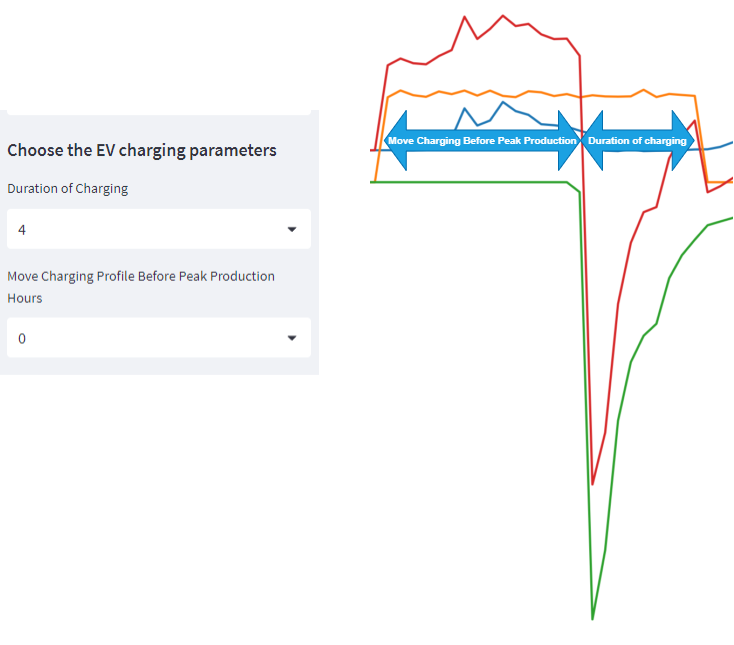 Choose the EV charging parameters
Duration of Charging
4
Move Charging Profile Before Peak Production
Hours
0
Move Charging Before Peak Production
Duration of charging